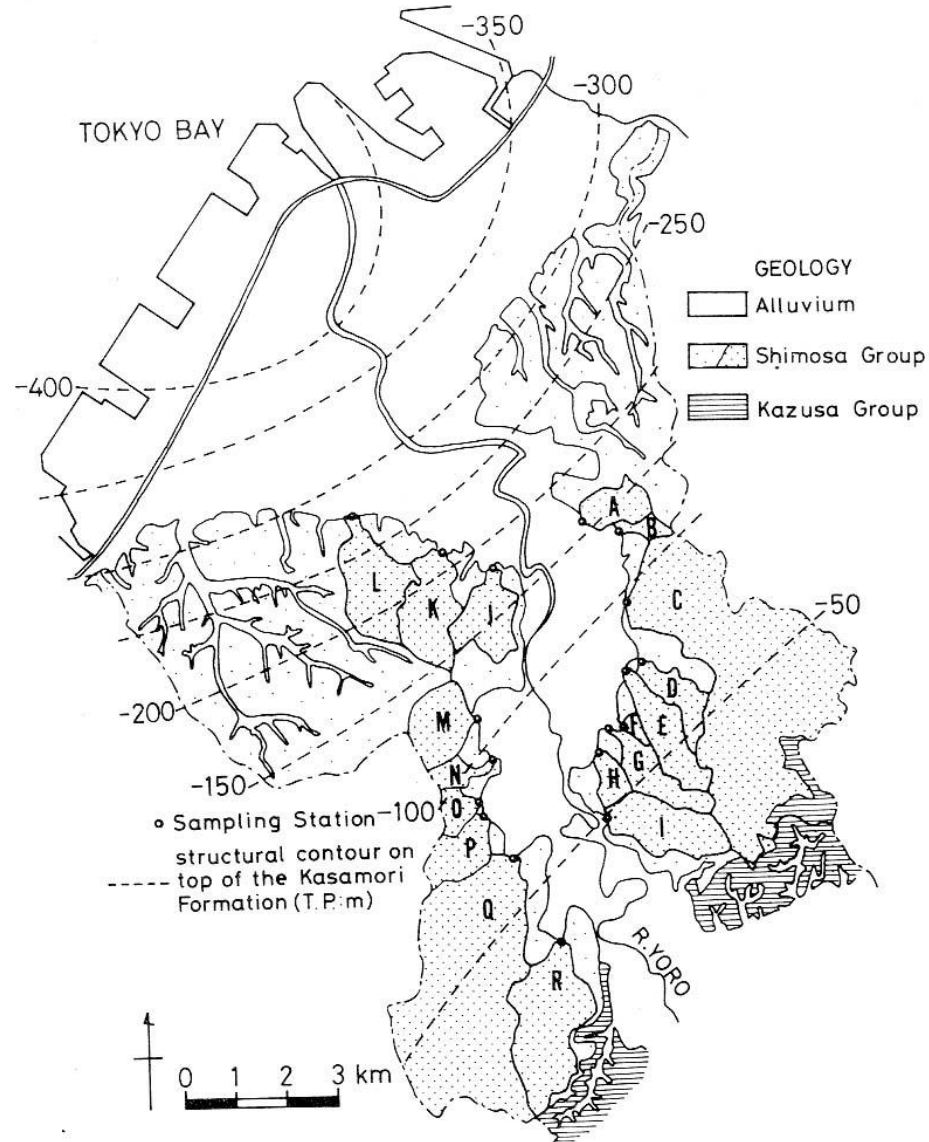 -350
-300
TOKYO BAY
-250
GEOLOGY
Alluvium
Shimosa Group
Kazusa Group
-400
A
B
C
L
K
J
-50
D
-200
M
F
E
G
-150
N
H
Sampling Station
-100
O
I
structural contour on
P
top of the Kasamori
Formation (T.P.:m)
Q
R
R.YORO
0 1 2 3 km